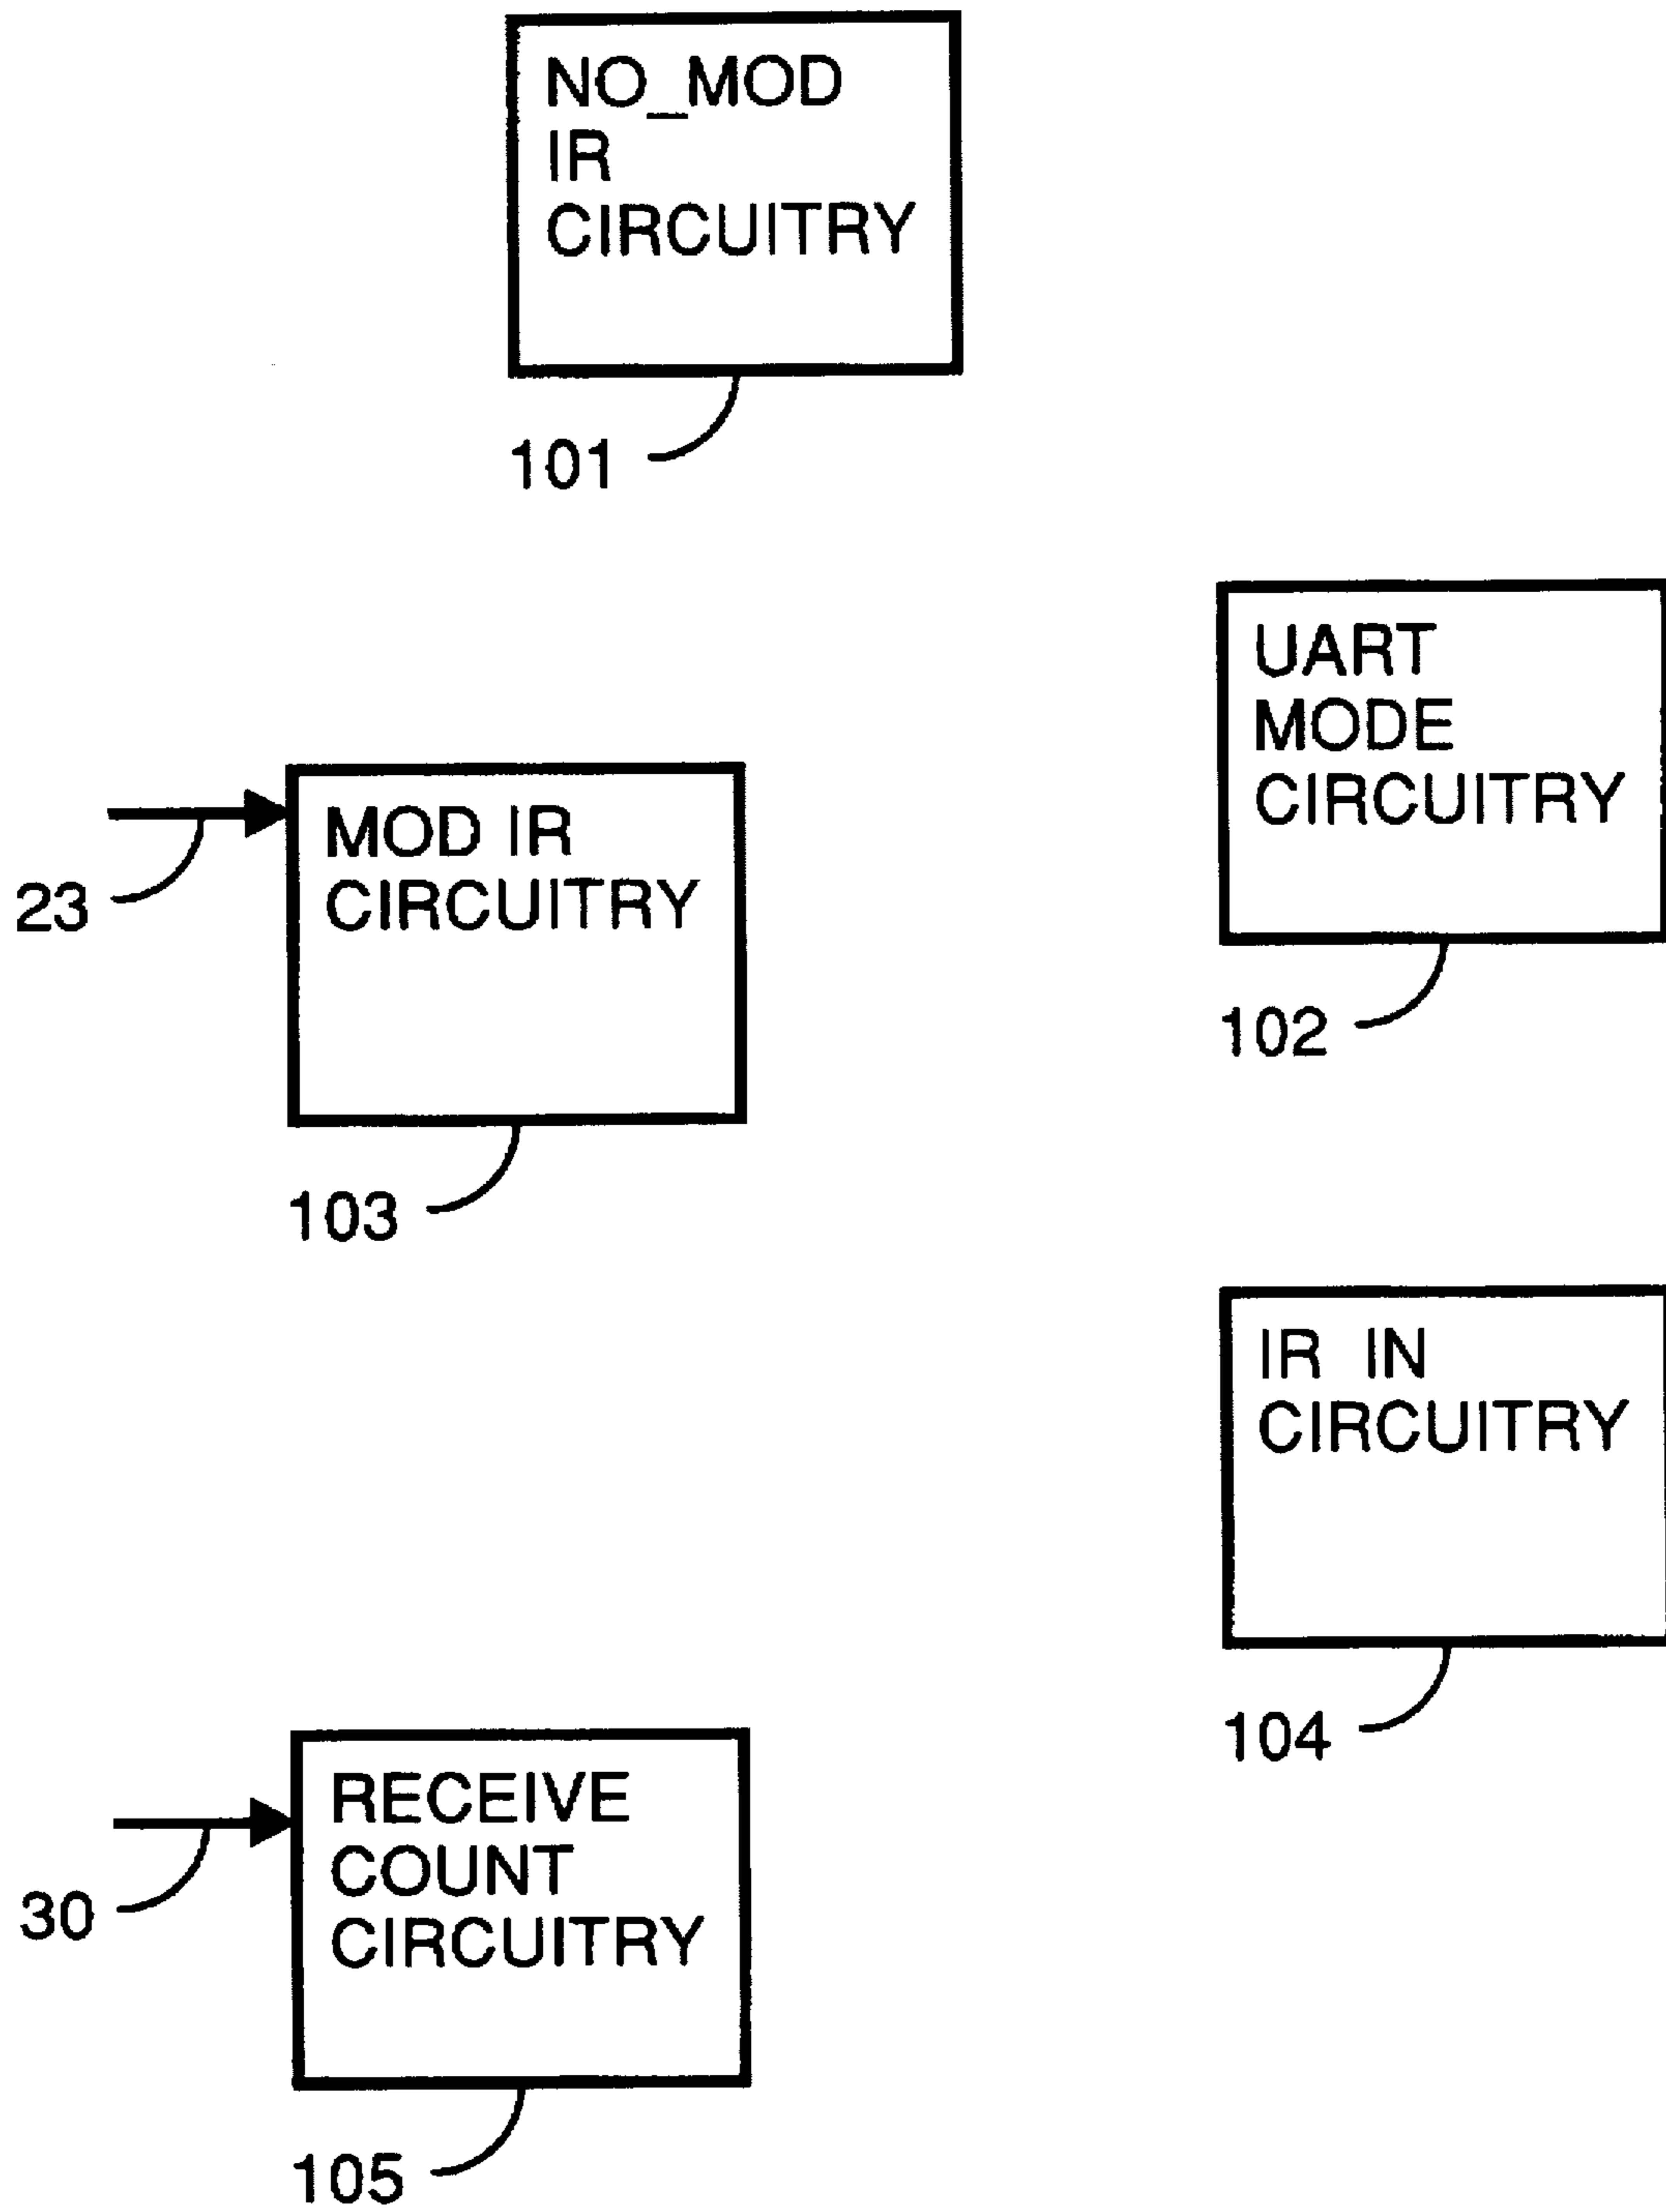 NO_MOD
IR
CIRCUITRY
101
UART
MODE
CIRCUITRY
102
23
MOD IR
CIRCUITRY
103
IR IN
CIRCUITRY
104
30
RECEIVE
COUNT
CIRCUITRY
105